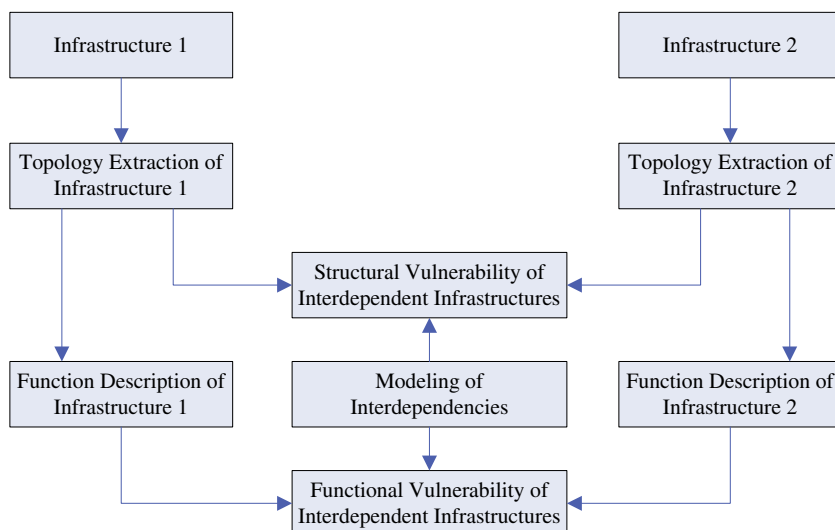 Infrastructure 1
Infrastructure 2
Topology Extraction of
Infrastructure 1
Topology Extraction of
Infrastructure 2
Structural Vulnerability of
Interdependent Infrastructures
Function Description of
Infrastructure 1
Modeling of
Interdependencies
Function Description of
Infrastructure 2
Functional Vulnerability of
Interdependent Infrastructures